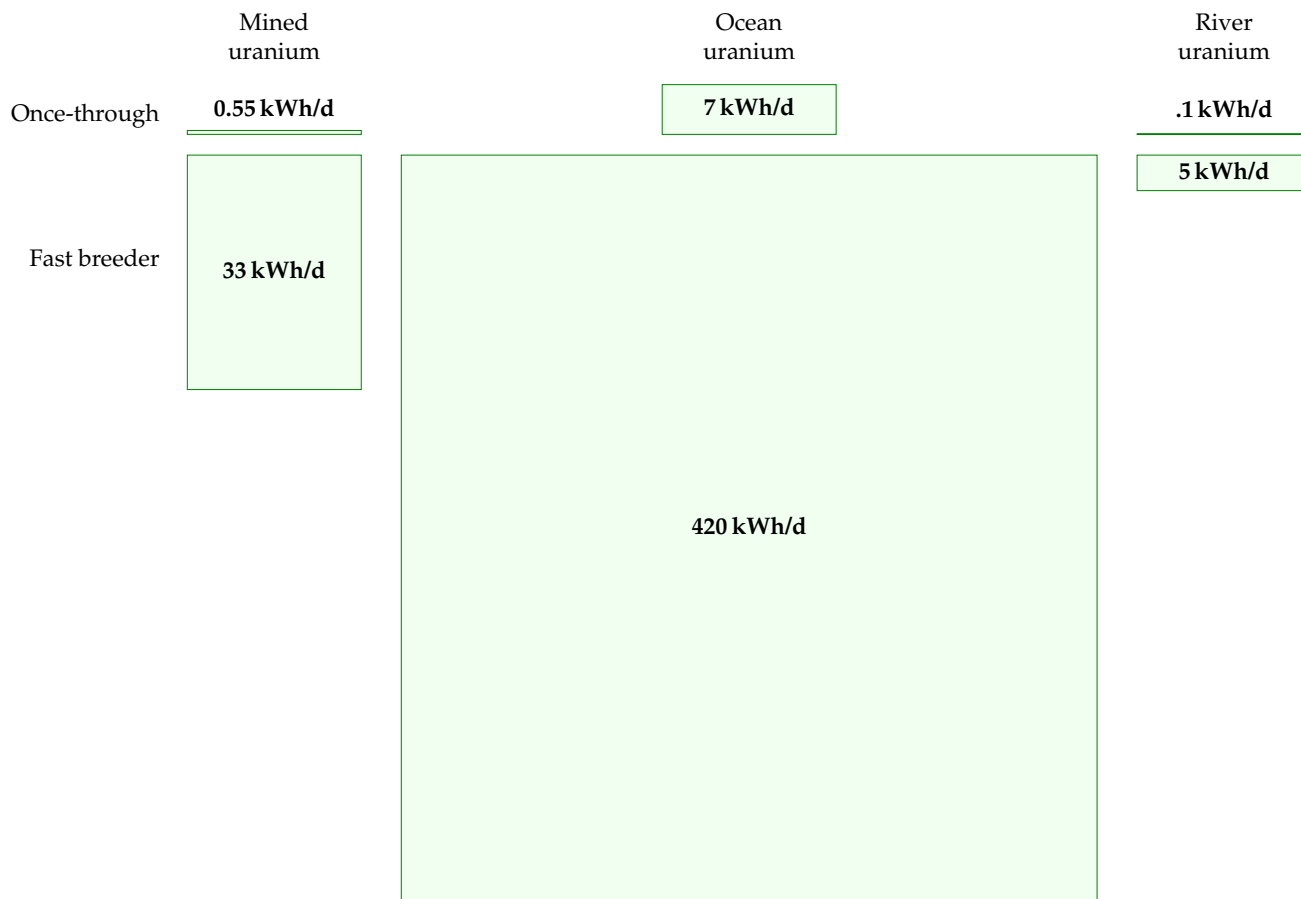 Mined
uranium
Ocean
uranium
River
uranium
Once-through
0.55 kWh/d
7 kWh/d
.1 kWh/d
Fast breeder
33 kWh/d
420 kWh/d
5 kWh/d